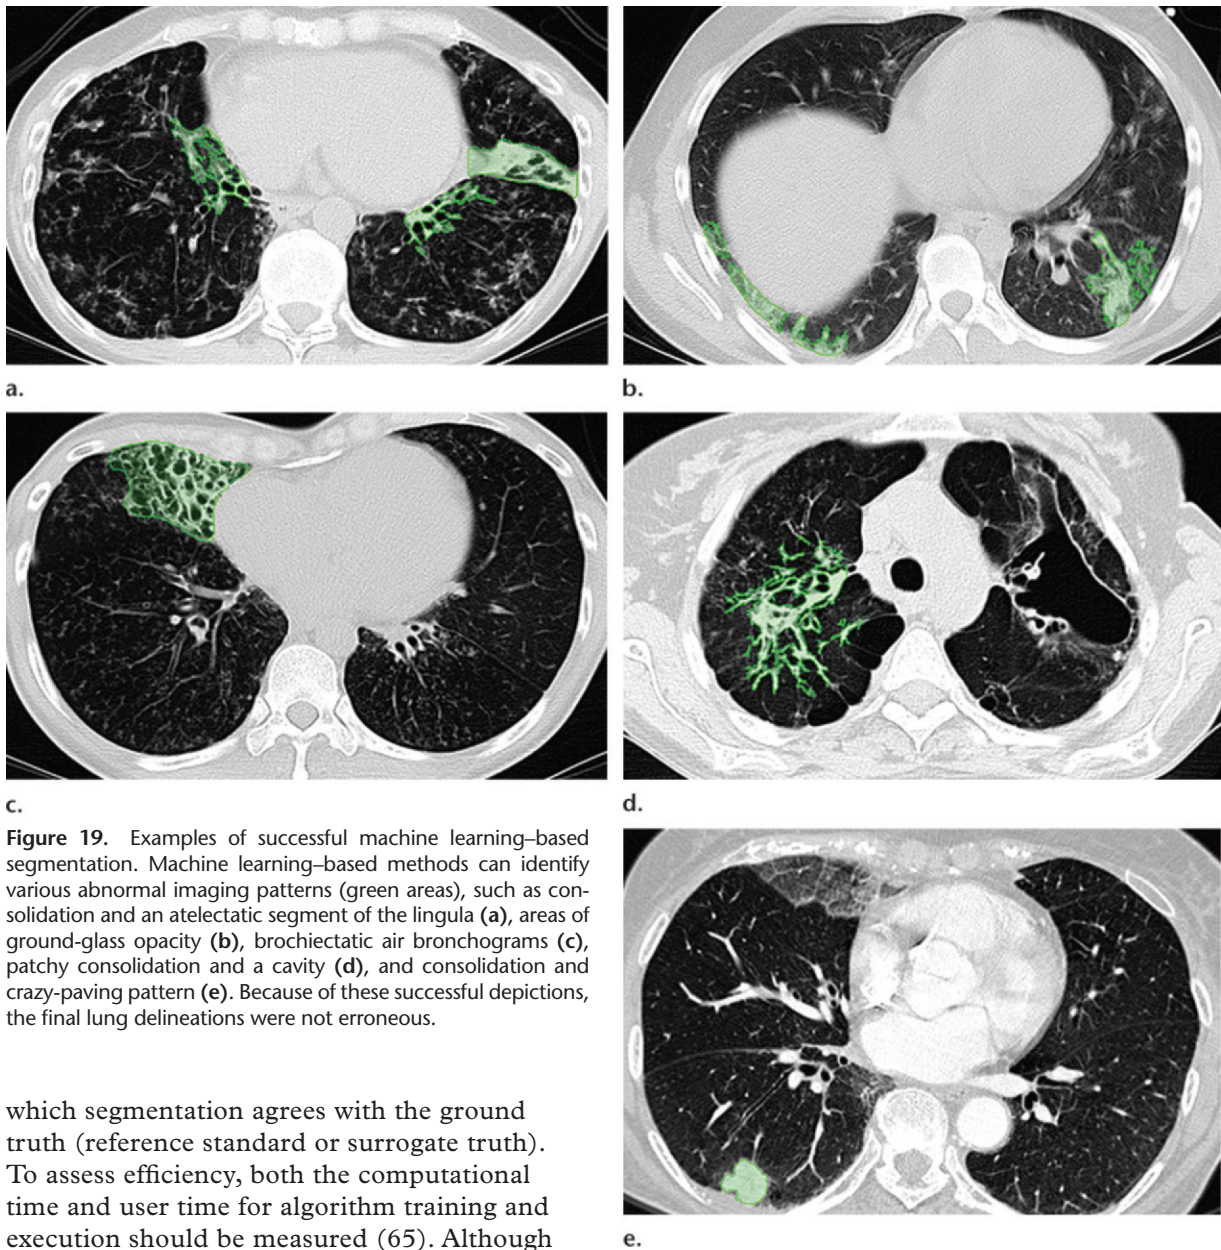 a.
b.
c.
d.
Figure 19. Examples of successful machine learning–based
segmentation. Machine learning–based methods can identify
various abnormal imaging patterns (green areas), such as con-
solidation and an atelectatic segment of the lingula (a), areas of
ground-glass opacity (b), brochiectatic air bronchograms (c),
patchy consolidation and a cavity (d), and consolidation and
crazy-paving pattern (e). Because of these successful depictions,
the final lung delineations were not erroneous.
which segmentation agrees with the ground
truth (reference standard or surrogate truth).
To assess efficiency, both the computational
time and user time for algorithm training and
execution should be measured (65). Although
e.